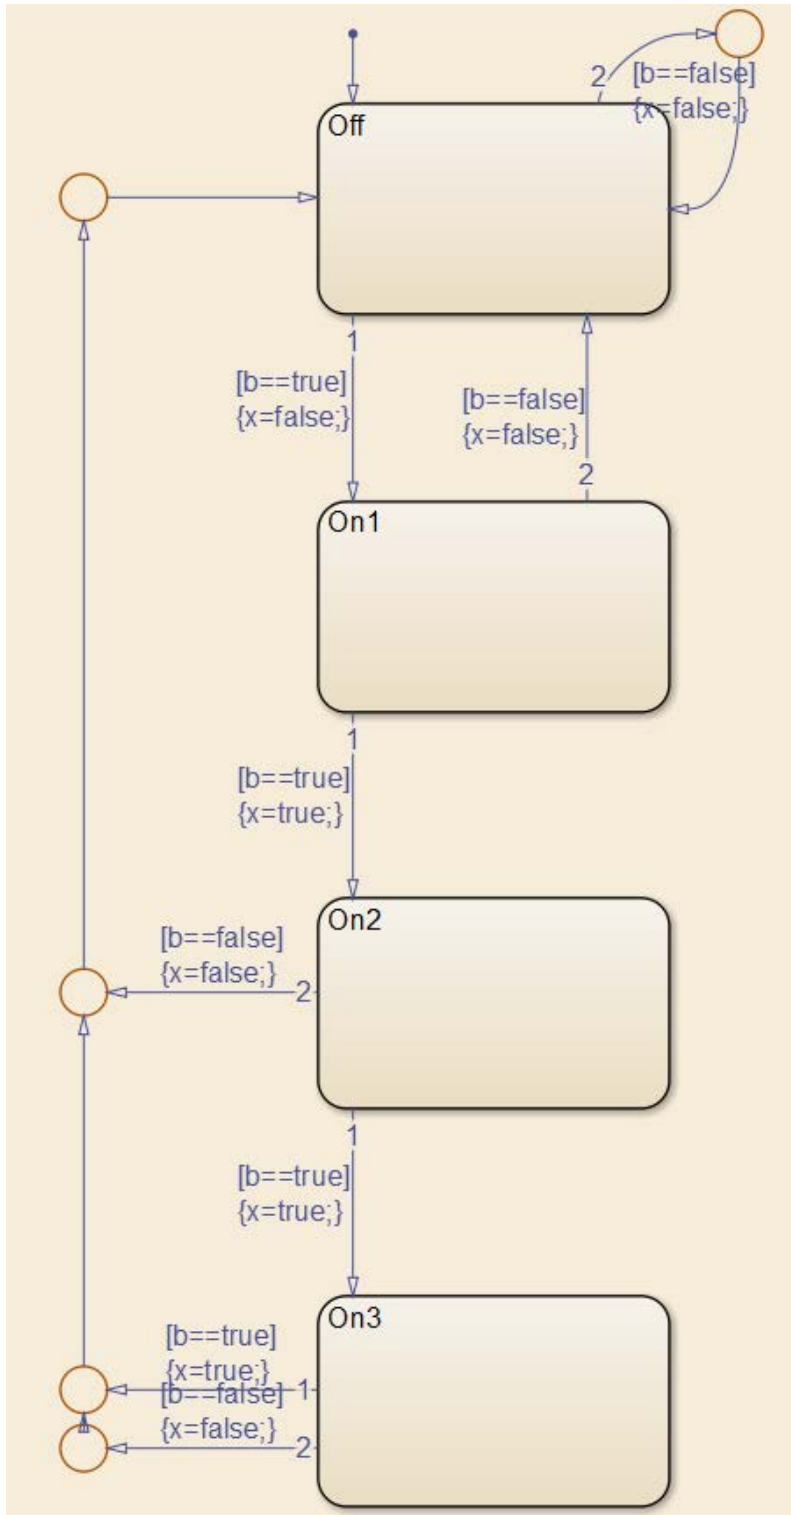 2
[b==false]
{x=false;}
Off
1
[b==true]
{x=false;}
[b==false]
{x=false;}
2
On1
1
[b==true]
{x=true;}
On2
[b==false]
{x=false;}
2
1
[b==true]
{x=true;}
On3
[b==true]
{x=true;}
1
[b==false]
{x=false;}
2